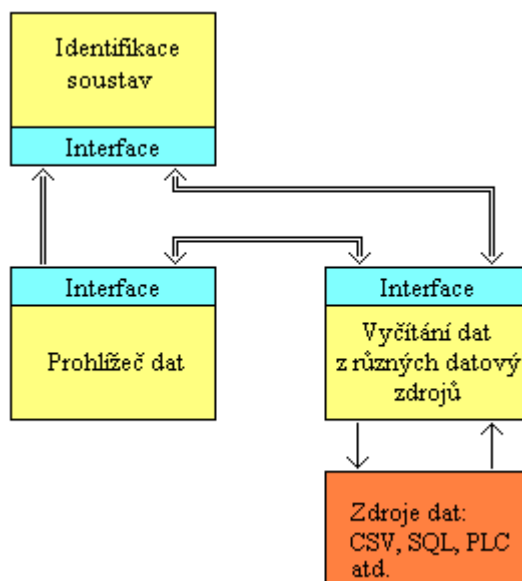 Identifikace
soustav
Interface
Interface
Prohlížeč dat
Interface
Vyčítání dat
z různých datový
zdrojů
Zdroje dat:
CSV, SQL, PLC
atd.